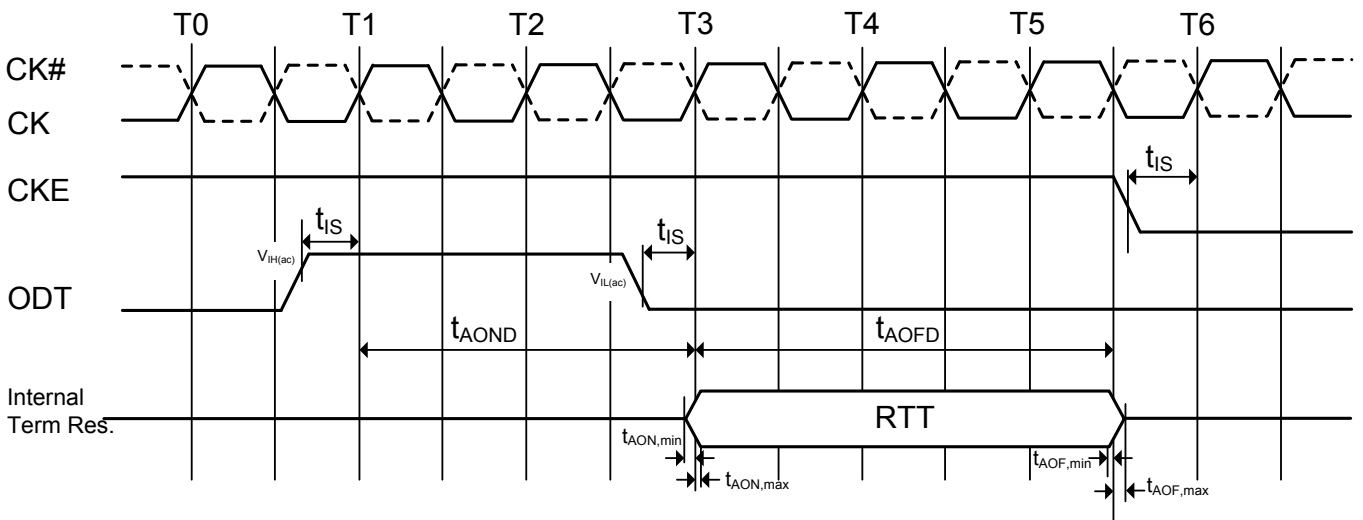 T0 T1 T2 T3 T4 T5 T6
CK#
CK
CKE
tIS
tIS
tIS
VIH(ac)
VIL(ac)
ODT
tAOND
tAOFD
Internal
Term Res.
RTT
tAON,min
tAOF,min
tAON,max
tAOF,max